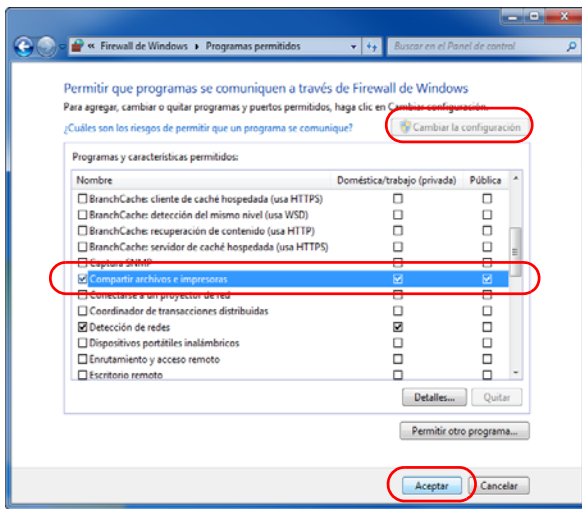 « Firewall de Windows ▸ Programas permitidos
Buscar en el Panel de control
Permitir que programas se comuniquen a través de Firewall de Windows
Para agregar, cambiar o quitar programas y puertos permitidos, haga clic en Cambiar configuración.
¿Cuáles son los riesgos de permitir que un programa se comunique?
Cambiar la configuración
Programas y características permitidos:
Nombre Doméstica/trabajo (privada) Pública
BranchCache: cliente de caché hospedada (usa HTTPS)
BranchCache: detección del mismo nivel (usa WSD)
BranchCache: recuperación de contenido (usa HTTP)
BranchCache: servidor de caché hospedada (usa HTTPS)
Captura SNMP
Compartir archivos e impresoras
Conectarse a un proyector de red
Coordinador de transacciones distribuidas
Detección de redes
Dispositivos portátiles inalámbricos
Enrutamiento y acceso remoto
Escritorio remoto
Detalles... Quitar
Permitir otro programa...
Aceptar Cancelar